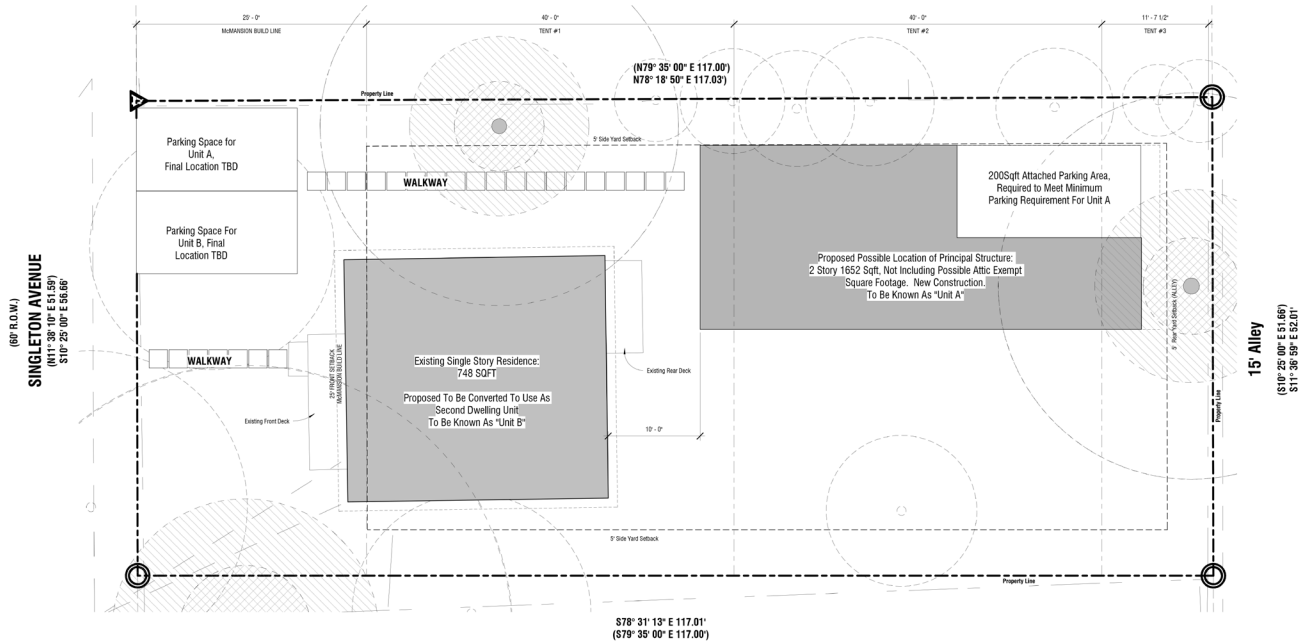 25' - 0"
40' - 0"
40' - 0"
11' - 7 1/2"
McMANSION BUILD LINE
TENT #1
TENT #2
TENT #3
(N79° 35' 00" E 117.00')
N78° 18' 50" E 117.03')
Property Line
5' Side Yard Setback
Parking Space for
Unit A,
Final Location TBD
WALKWAY
200Sqft Attached Parking Area,
Required to Meet Minimum
Parking Requirement For Unit A
Parking Space For
Unit B, Final
Location TBD
Proposed Possible Location of Principal Structure:
2 Story 1652 Sqft, Not Including Possible Attic Exempt
Square Footage. New Construction.
To Be Known As "Unit A"
(60' R.O.W.)
SINGLETON AVENUE
(N11° 38' 10" E 51.59')
S10° 25' 00" E 56.66'
WALKWAY
25' FRONT SETBACK
McMANSION BUILD LINE
Existing Single Story Residence:
748 SQFT
Proposed To Be Converted To Use As
Second Dwelling Unit
To Be Known As "Unit B"
Existing Rear Deck
Existing Front Deck
10' - 0"
5' Rear Yard Setback (ALLEY)
15' Alley
(S10° 25' 00" E 51.66')
S11° 36' 59" E 52.01'
Property Line
5' Side Yard Setback
Property Line
S78° 31' 13" E 117.01'
(S79° 35' 00" E 117.00')